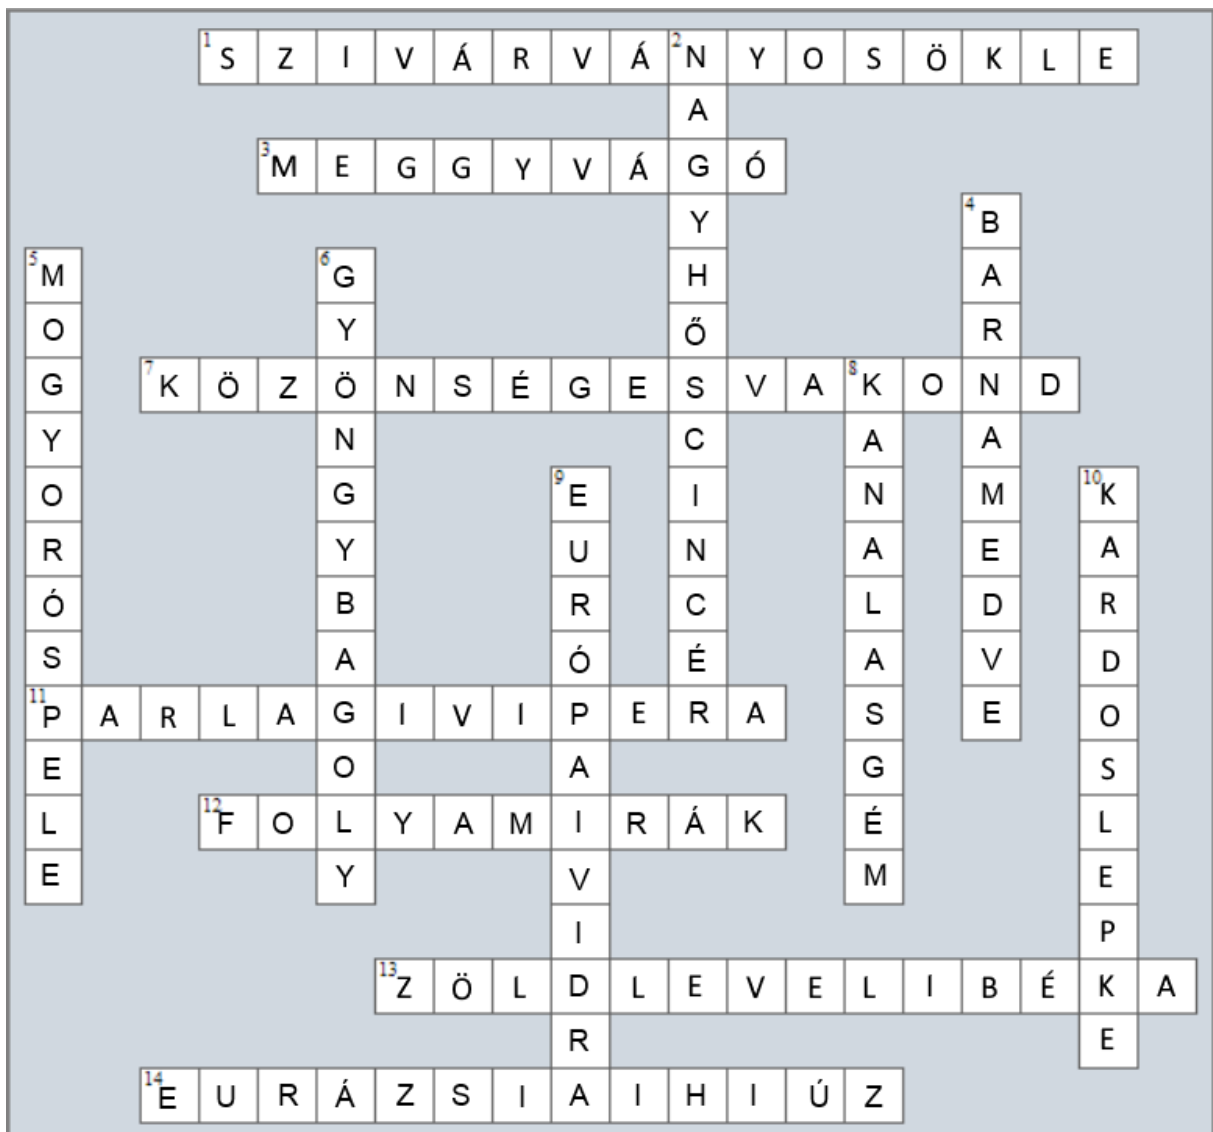 1 SZIVÁRVÁNYOSÖKLE
2 NAGYHŐSCINCÉR
3 MEGGYVÁGÓ
4 BARNAMEDVE
5 MOGYORÓSPELE
6 GYÖNGYBAGOLY
7 KÖZÖNSÉGESVAKOND
8 KANALASGÉM
9 EURÓPAIVIDRA
10 KARDOSLEPKE
11 PARLAGIVIPERA
12 FOLYAMIRÁK
13 ZÖLDLEVELIBÉKA
14 EURÁZSIAIHIÚZ